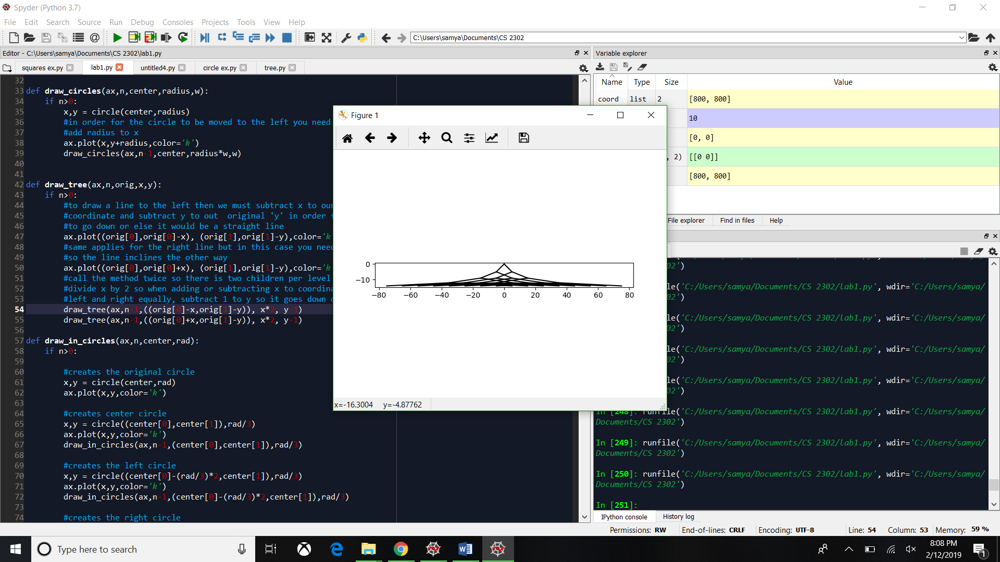 Spyder (Python 3.7)
File Edit Search Source Run Debug Consoles Projects Tools View Help
C:\Users\samya\Documents\CS 2302
Editor - C:\Users\samya\Documents\CS 2302\lab1.py
squares ex.py lab1.py untitled4.py circle ex.py tree.py
32
33 def draw_circles(ax,n,center,radius,w):
34 if n>0:
35 x,y = circle(center,radius)
36 #in order for the circle to be moved to the left you need
37 #add radius to x
38 ax.plot(x,y+radius,color='k')
39 draw_circles(ax,n-1,center,radius*w,w)
40
41
42 def draw_tree(ax,n,orig,x,y):
43 if n>0:
44 #to draw a line to the left then we must subtract x to our
45 #coordinate and subtract y to out original 'y' in order
46 #to go down or else it would be a straight line
47 ax.plot((orig[0],orig[0]-x), (orig[1],orig[1]-y),color='k
48 #same applies for the right line but in this case you need
49 #so the line inclines the other way
50 ax.plot((orig[0],orig[0]+x), (orig[1],orig[1]-y),color='k
51 #call the method twice so there is two children per level
52 #divide x by 2 so when adding or subtracting x to coordina
53 #left and right equally, subtract 1 to y so it goes down
54 draw_tree(ax,n-1,((orig[0]-x,orig[1]-y)), x*2, y-1)
55 draw_tree(ax,n-1,((orig[0]+x,orig[1]-y)), x*2, y-1)
56
57 def draw_in_circles(ax,n,center,rad):
58 if n>0:
59
60 #creates the original circle
61 x,y = circle(center,rad)
62 ax.plot(x,y,color='k')
63
64 #creates center circle
65 x,y = circle((center[0],center[1]),rad/3)
66 ax.plot(x,y,color='k')
67 draw_in_circles(ax,n-1,(center[0],center[1]),rad/3)
68
69 #creates the left circle
70 x,y = circle((center[0]-(rad/3)*2,center[1]),rad/3)
71 ax.plot(x,y,color='k')
72 draw_in_circles(ax,n-1,(center[0]-(rad/3)*2,center[1]),rad/3)
73
74 #creates the right circle
Figure 1
0
−10
−80 −60 −40 −20 0 20 40 60 80
x=-16.3004 y=-4.87762
Variable explorer
Name Type Size Value
coord list 2 [800, 800]
10
[0, 0]
, 2) [[0 0]]
[800, 800]
File explorer Find in files Help
02')
le('C:/Users/samya/Documents/CS 2302/lab1.py', wdir='C:/Users/samya/
02')
le('C:/Users/samya/Documents/CS 2302/lab1.py', wdir='C:/Users/samya/
02')
le('C:/Users/samya/Documents/CS 2302/lab1.py', wdir='C:/Users/samya/
02')
le('C:/Users/samya/Documents/CS 2302/lab1.py', wdir='C:/Users/samya/
02')
In [248]: runfile('C:/Users/samya/Documents/CS 2302/lab1.py', wdir='C:/Users/samya/
Documents/CS 2302')
In [249]: runfile('C:/Users/samya/Documents/CS 2302/lab1.py', wdir='C:/Users/samya/
Documents/CS 2302')
In [250]: runfile('C:/Users/samya/Documents/CS 2302/lab1.py', wdir='C:/Users/samya/
Documents/CS 2302')
In [251]:
IPython console History log
Permissions: RW End-of-lines: CRLF Encoding: UTF-8 Line: 54 Column: 53 Memory: 59 %
Type here to search
8:08 PM
2/12/2019
1